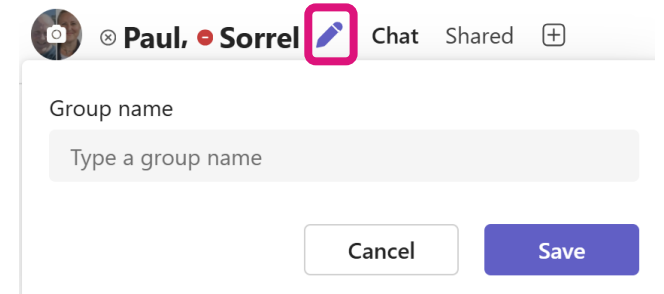 Paul, Sorrel Chat Shared
Group name
Type a group name
Cancel Save